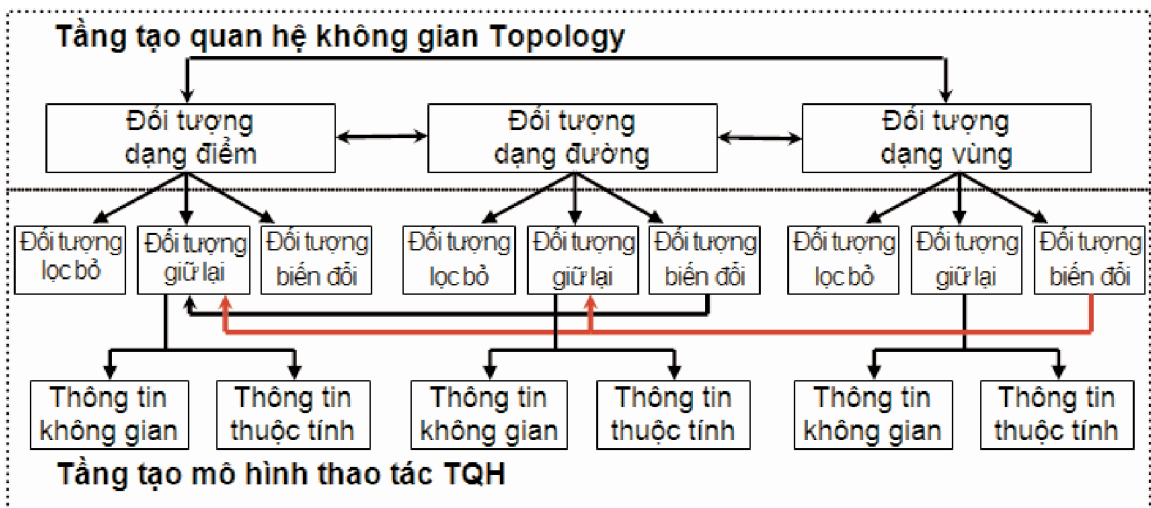 Tầng tạo quan hệ không gian Topology
Đối tượng
dạng điểm
Đối tượng
dạng đường
Đối tượng
dạng vùng
Đối tượng
lọc bỏ
Đối tượng
giữ lại
Đối tượng
biến đổi
Đối tượng
lọc bỏ
Đối tượng
giữ lại
Đối tượng
biến đổi
Đối tượng
lọc bỏ
Đối tượng
giữ lại
Đối tượng
biến đổi
Thông tin
không gian
Thông tin
thuộc tính
Thông tin
không gian
Thông tin
thuộc tính
Thông tin
không gian
Thông tin
thuộc tính
Tầng tạo mô hình thao tác TQH